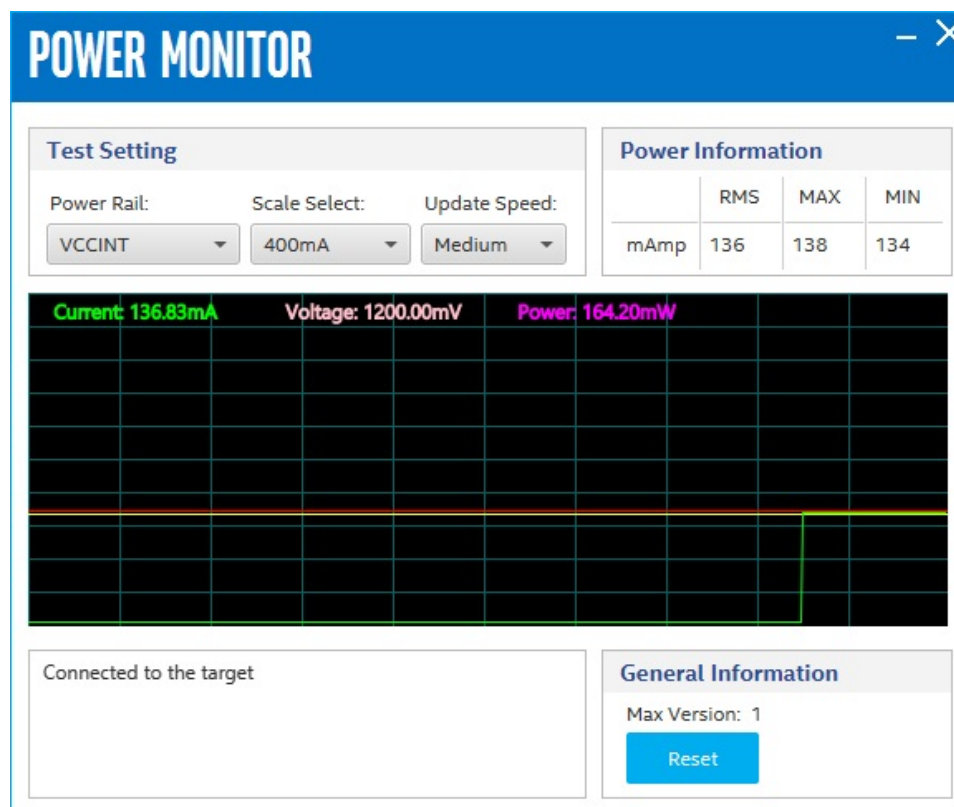 POWER MONITOR
Test Setting
Power Rail: Scale Select: Update Speed:
VCCINT 400mA Medium
Power Information
RMS MAX MIN
mAmp 136 138 134
Current: 136.83mA Voltage: 1200.00mV Power: 164.20mW
Connected to the target
General Information
Max Version: 1
Reset